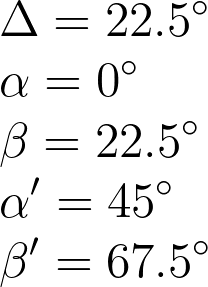 Δ = 22.5°
α = 0°
β = 22.5°
α′ = 45°
β′ = 67.5°